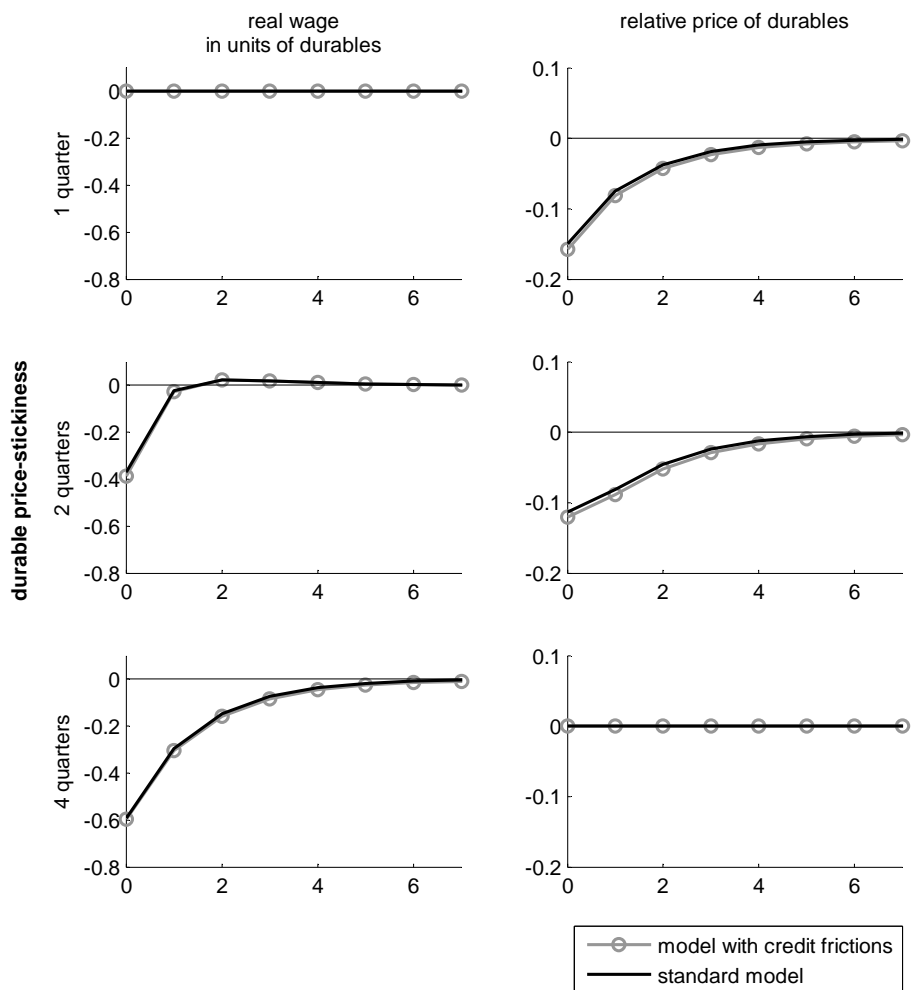 real wage
in units of durables
relative price of durables
durable price-stickiness
1 quarter
0
-0.2
-0.4
-0.6
-0.8
0 2 4 6
0.1
0
-0.1
-0.2
0 2 4 6
2 quarters
0
-0.2
-0.4
-0.6
-0.8
0 2 4 6
0.1
0
-0.1
-0.2
0 2 4 6
4 quarters
0
-0.2
-0.4
-0.6
-0.8
0 2 4 6
0.1
0
-0.1
-0.2
0 2 4 6
model with credit frictions
standard model